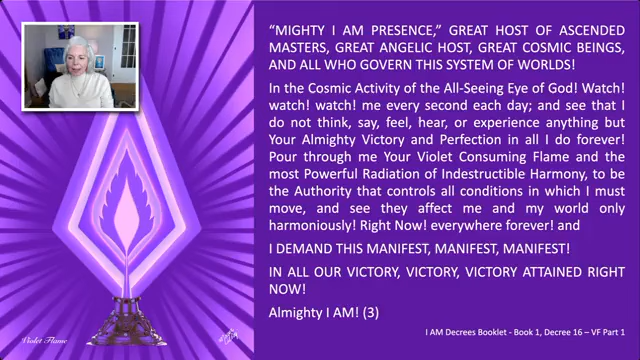 “MIGHTY I AM PRESENCE,” GREAT HOST OF ASCENDED
MASTERS, GREAT ANGELIC HOST, GREAT COSMIC BEINGS,
AND ALL WHO GOVERN THIS SYSTEM OF WORLDS!
In the Cosmic Activity of the All-Seeing Eye of God! Watch!
watch! watch! me every second each day; and see that I
do not think, say, feel, hear, or experience anything but
Your Almighty Victory and Perfection in all I do forever!
Pour through me Your Violet Consuming Flame and the
most Powerful Radiation of Indestructible Harmony, to be
the Authority that controls all conditions in which I must
move, and see they affect me and my world only
harmoniously! Right Now! everywhere forever! and
I DEMAND THIS MANIFEST, MANIFEST, MANIFEST!
IN ALL OUR VICTORY, VICTORY, VICTORY ATTAINED RIGHT
NOW!
Almighty I AM! (3)
I AM Decrees Booklet - Book 1, Decree 16 – VF Part 1
Violet Flame